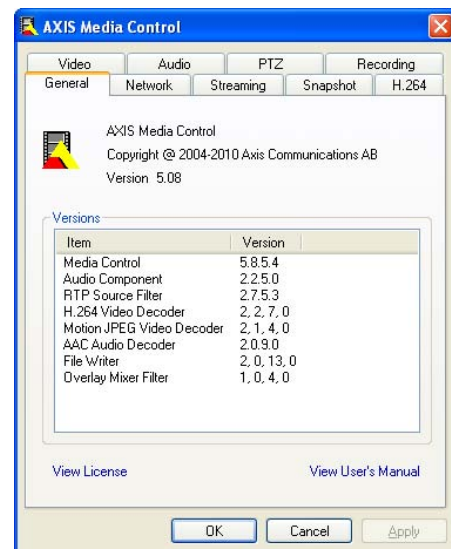 AXIS Media Control
Video Audio PTZ Recording
General Network Streaming Snapshot H.264
AXIS Media Control
Copyright @ 2004-2010 Axis Communications AB
Version 5.08
Versions
Item Version
Media Control 5.8.5.4
Audio Component 2.2.5.0
RTP Source Filter 2.7.5.3
H.264 Video Decoder 2, 2, 7, 0
Motion JPEG Video Decoder 2, 1, 4, 0
AAC Audio Decoder 2.0.9.0
File Writer 2, 0, 13, 0
Overlay Mixer Filter 1, 0, 4, 0
View License View User's Manual
OK Cancel Apply